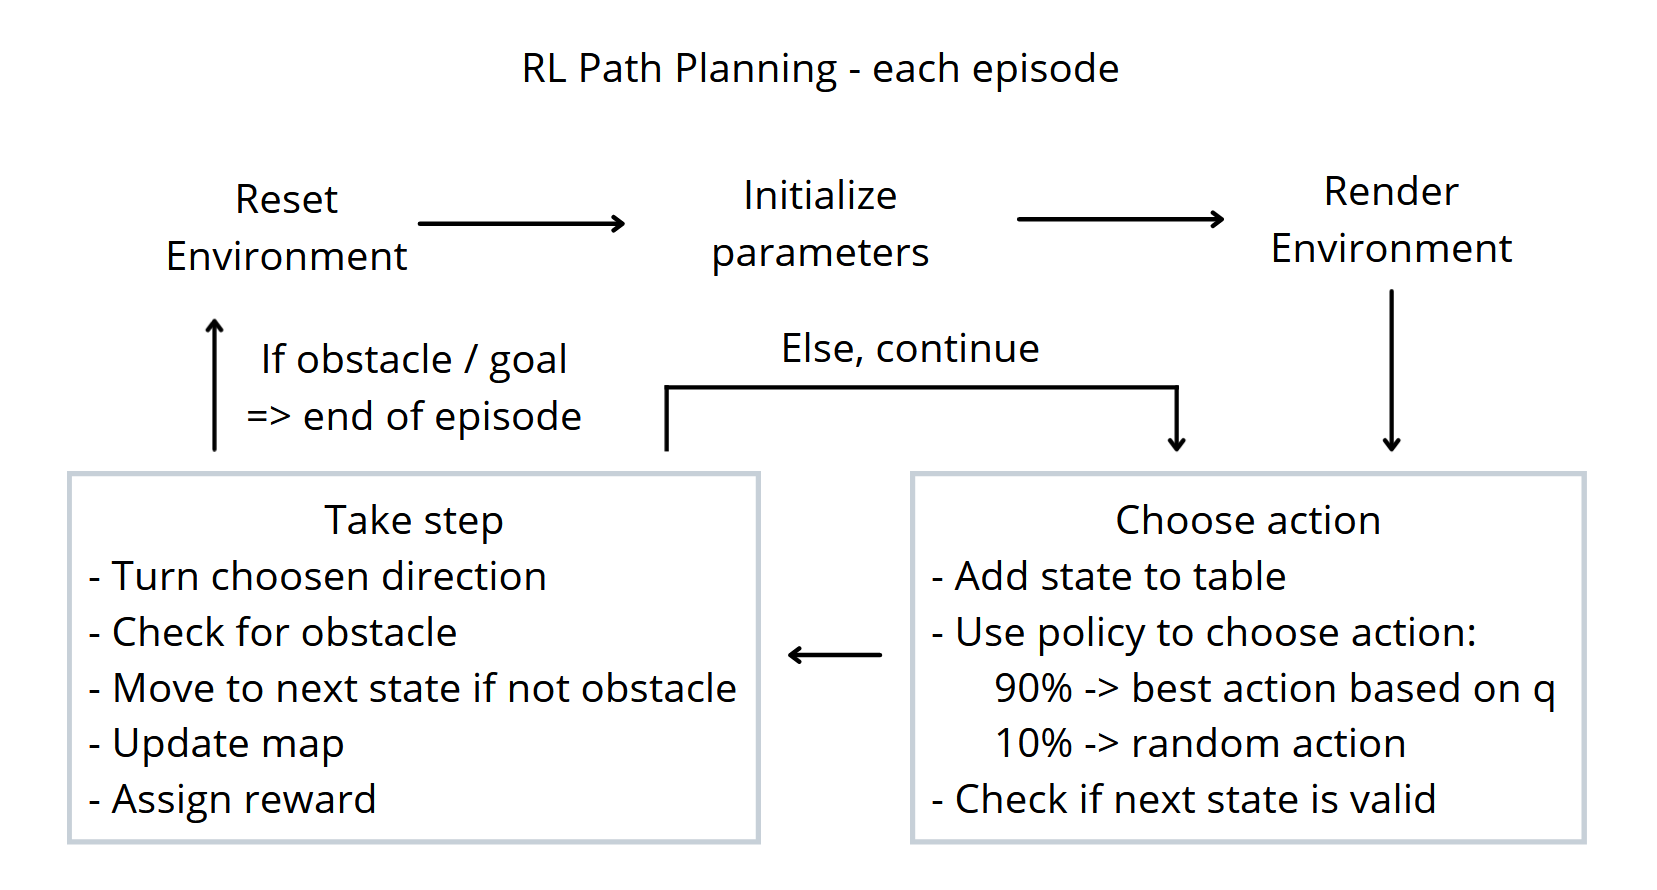 RL Path Planning - each episode
Reset
Environment
Initialize
parameters
Render
Environment
If obstacle / goal
=> end of episode
Else, continue
Take step
- Turn choosen direction
- Check for obstacle
- Move to next state if not obstacle
- Update map
- Assign reward
Choose action
- Add state to table
- Use policy to choose action:
90% -> best action based on q
10% -> random action
- Check if next state is valid